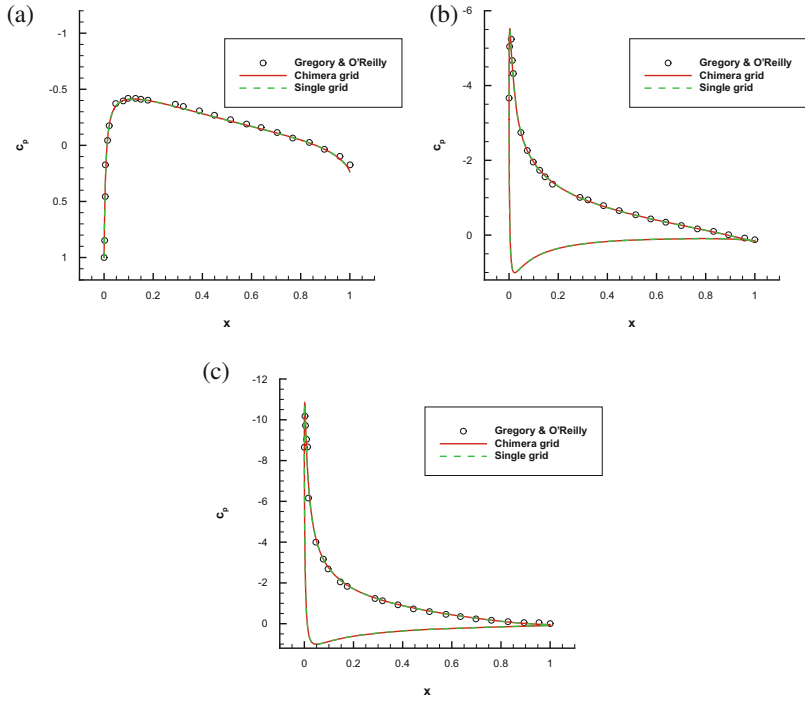 (a)
-1
-0.5
0
0.5
1
c_p
0 0.2 0.4 0.6 0.8 1
x
Gregory & O'Reilly
Chimera grid
Single grid
(b)
-6
-4
-2
0
c_p
0 0.2 0.4 0.6 0.8 1
x
Gregory & O'Reilly
Chimera grid
Single grid
(c)
-12
-10
-8
-6
-4
-2
0
c_p
0 0.2 0.4 0.6 0.8 1
x
Gregory & O'Reilly
Chimera grid
Single grid